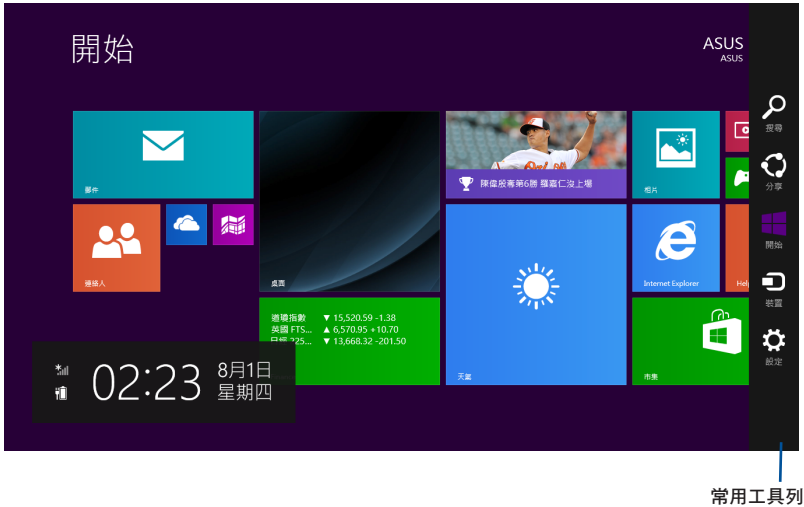 開始
ASUS
ASUS
搜尋
分享
開始
裝置
設定
郵件
連絡人
桌面
陳偉殷奪第6勝 羅嘉仁沒上場
相片
Internet Explorer
Hel
道瓊指數 ▼ 15,520.59 -1.38
英國 FTS... ▲ 6,570.95 +10.70
日經 225... ▼ 13,668.32 -201.50
天氣
市集
02:23
8月1日
星期四
常用工具列